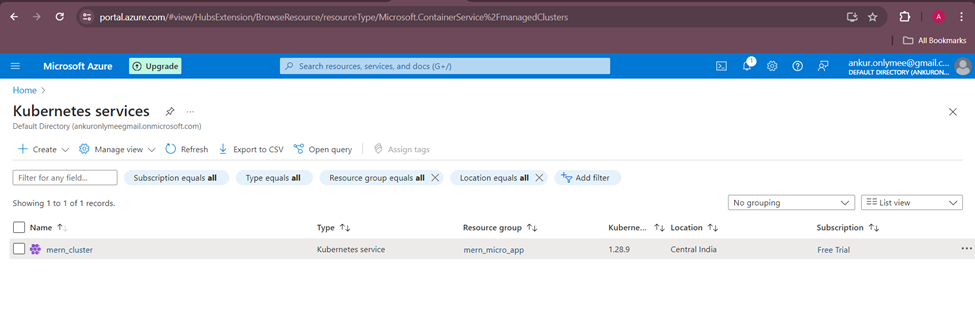 portal.azure.com/#view/HubsExtension/BrowseResource/resourceType/Microsoft.ContainerService%2FmanagedClusters
A
All Bookmarks
Microsoft Azure Upgrade Search resources, services, and docs (G+/) 1 ankur.onlymee@gmail.c...
DEFAULT DIRECTORY (ANKURON...
Home >
Kubernetes services ...
Default Directory (ankuronlymeegmail.onmicrosoft.com)
Create Manage view Refresh Export to CSV Open query Assign tags
Filter for any field... Subscription equals all Type equals all Resource group equals all Location equals all Add filter
Showing 1 to 1 of 1 records. No grouping List view
Name Type Resource group Kuberne... Location Subscription
mern_cluster Kubernetes service mern_micro_app 1.28.9 Central India Free Trial ...